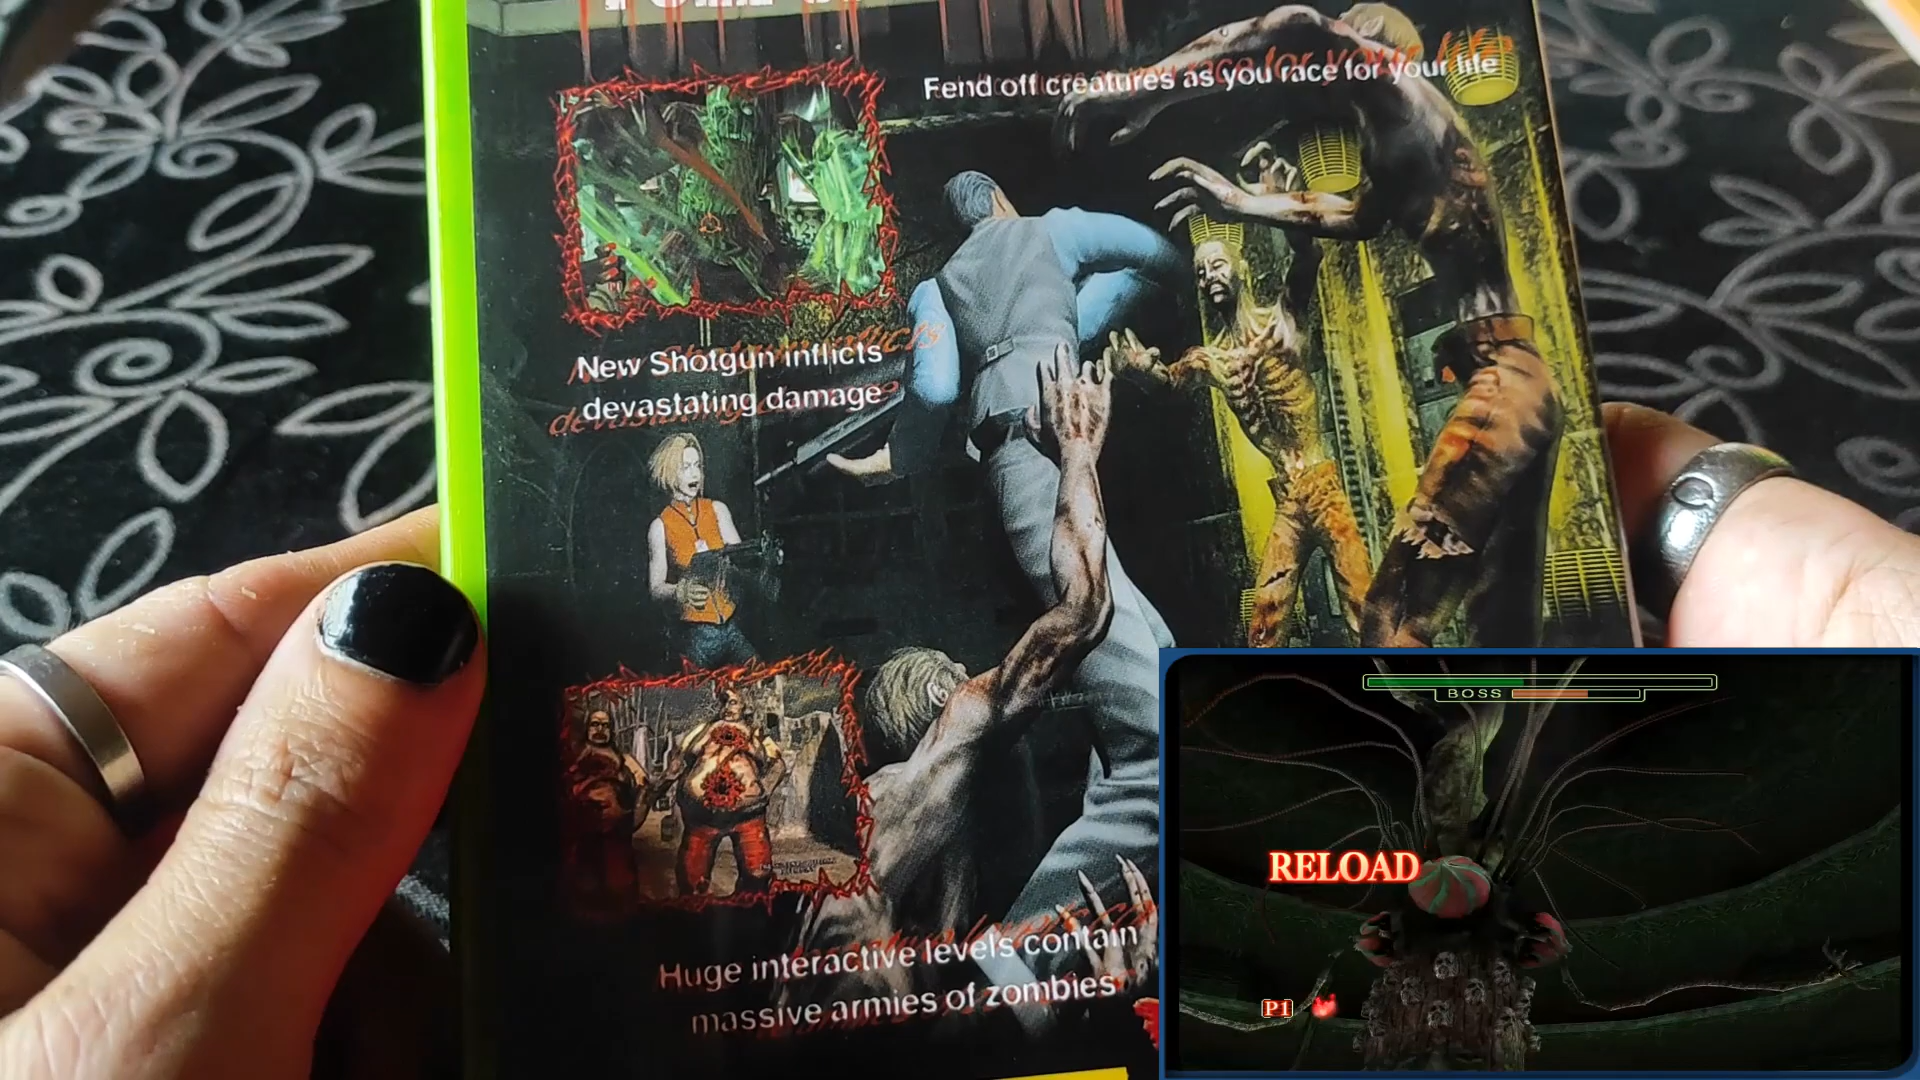 Fend off creatures as you race for your life
New Shotgun inflicts
devastating damage
Huge interactive levels contain
massive armies of zombies
BOSS
RELOAD
P1